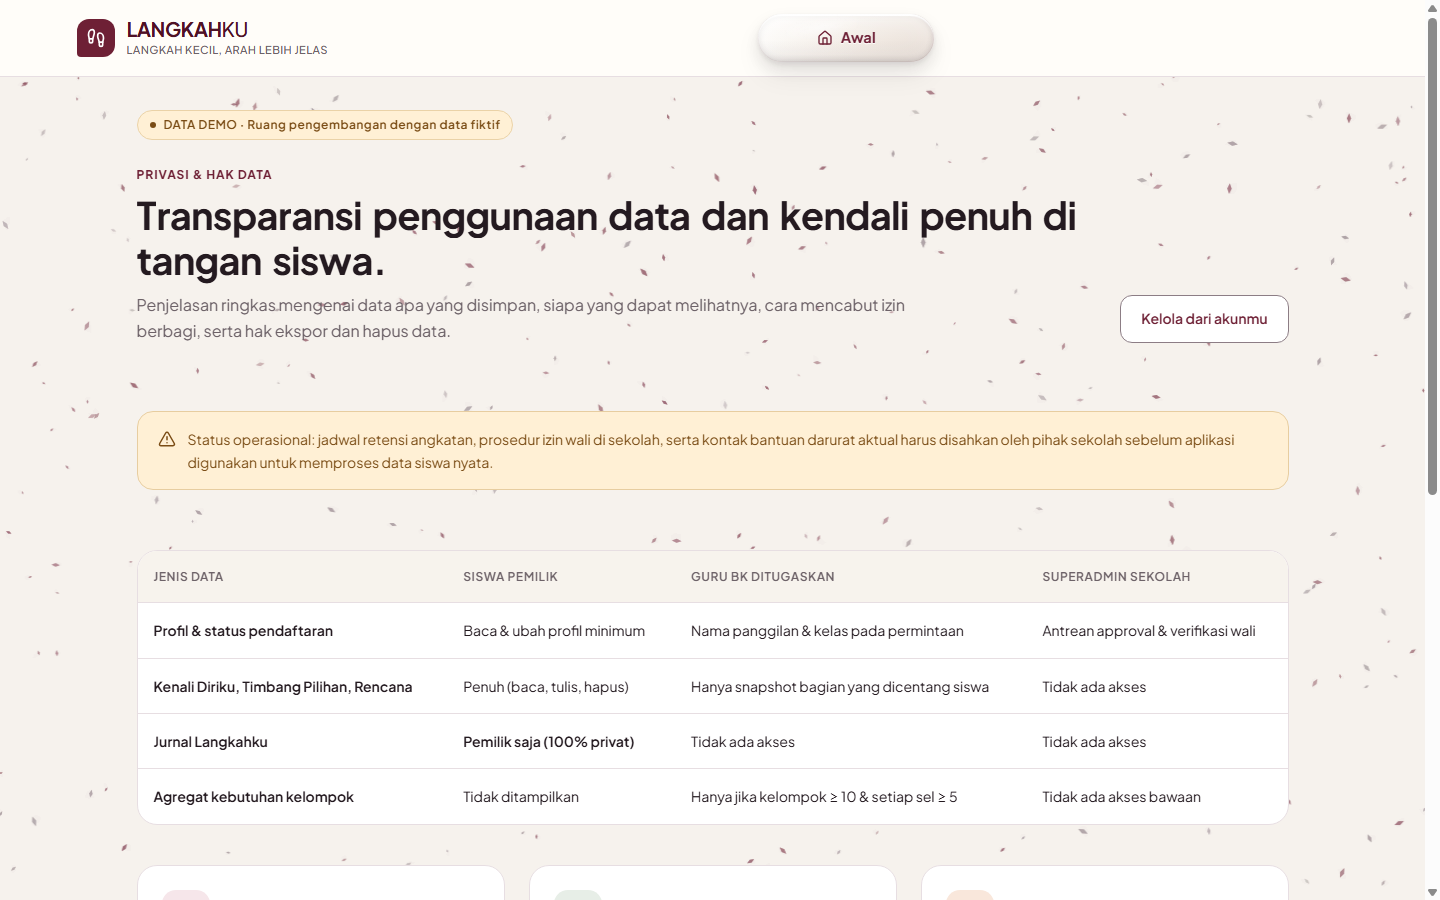 LANGKAHKU
LANGKAH KECIL, ARAH LEBIH JELAS
Awal
DATA DEMO · Ruang pengembangan dengan data fiktif
PRIVASI & HAK DATA
Transparansi penggunaan data dan kendali penuh di
tangan siswa.
Penjelasan ringkas mengenai data apa yang disimpan, siapa yang dapat melihatnya, cara mencabut izin
berbagi, serta hak ekspor dan hapus data.
Kelola dari akunmu
Status operasional: jadwal retensi angkatan, prosedur izin wali di sekolah, serta kontak bantuan darurat aktual harus disahkan oleh pihak sekolah sebelum aplikasi
digunakan untuk memproses data siswa nyata.
JENIS DATA SISWA PEMILIK GURU BK DITUGASKAN SUPERADMIN SEKOLAH
Profil & status pendaftaran Baca & ubah profil minimum Nama panggilan & kelas pada permintaan Antrean approval & verifikasi wali
Kenali Diriku, Timbang Pilihan, Rencana Penuh (baca, tulis, hapus) Hanya snapshot bagian yang dicentang siswa Tidak ada akses
Jurnal Langkahku Pemilik saja (100% privat) Tidak ada akses Tidak ada akses
Agregat kebutuhan kelompok Tidak ditampilkan Hanya jika kelompok ≥ 10 & setiap sel ≥ 5 Tidak ada akses bawaan